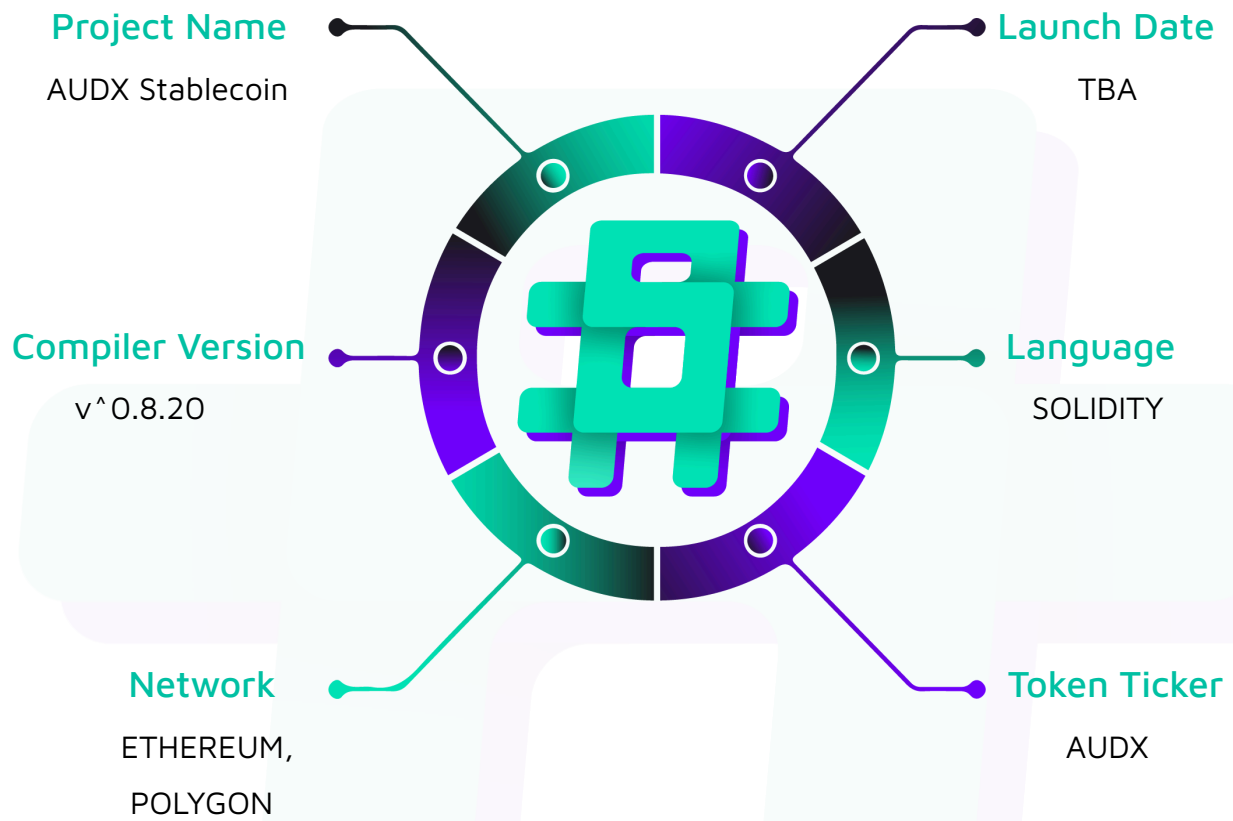 Project Name
AUDX Stablecoin
Launch Date
TBA
Compiler Version
v^0.8.20
Language
SOLIDITY
Network
ETHEREUM,
POLYGON
Token Ticker
AUDX